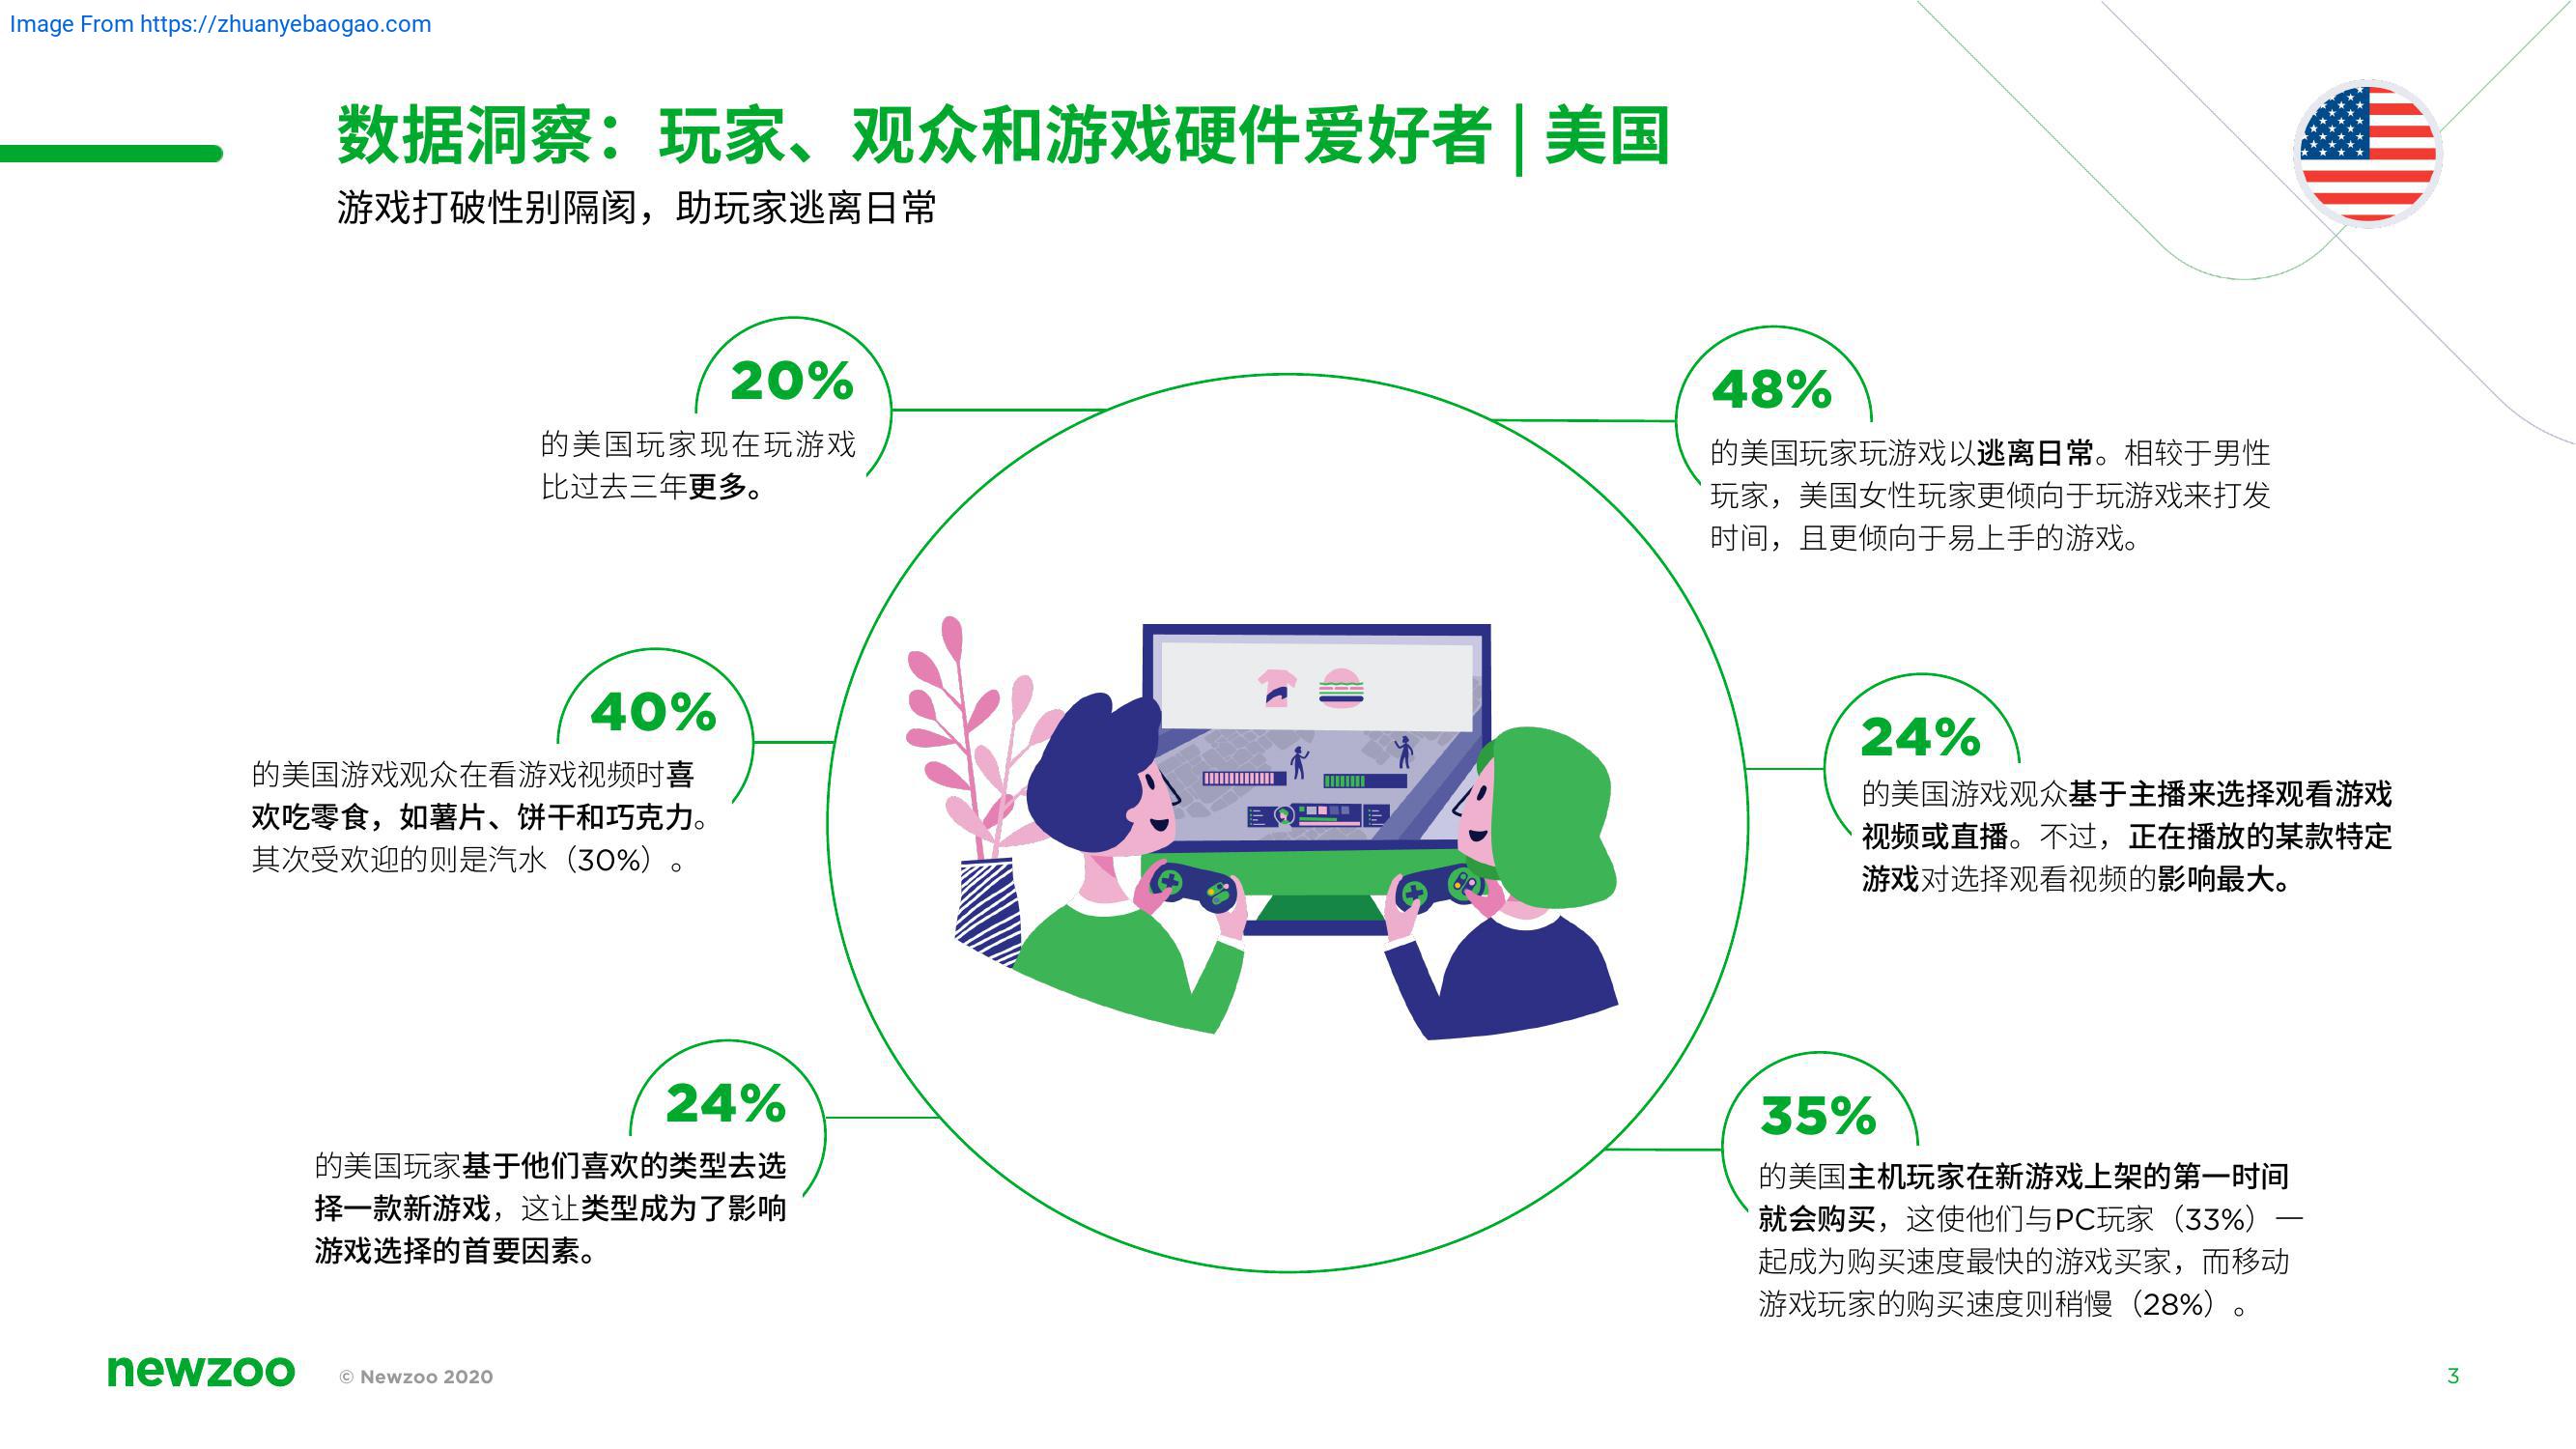 Image From https://zhuanyebaogao.com
数据洞察：玩家、观众和游戏硬件爱好者 | 美国
游戏打破性别隔阂，助玩家逃离日常
20%
的美国玩家现在玩游戏
比过去三年更多。
48%
的美国玩家玩游戏以逃离日常。相较于男性
玩家，美国女性玩家更倾向于玩游戏来打发
时间，且更倾向于易上手的游戏。
40%
的美国游戏观众在看游戏视频时喜
欢吃零食，如薯片、饼干和巧克力。
其次受欢迎的则是汽水（30%）。
24%
的美国游戏观众基于主播来选择观看游戏
视频或直播。不过，正在播放的某款特定
游戏对选择观看视频的影响最大。
24%
的美国玩家基于他们喜欢的类型去选
择一款新游戏，这让类型成为了影响
游戏选择的首要因素。
35%
的美国主机玩家在新游戏上架的第一时间
就会购买，这使他们与PC玩家（33%）一
起成为购买速度最快的游戏买家，而移动
游戏玩家的购买速度则稍慢（28%）。
newzoo
© Newzoo 2020
3